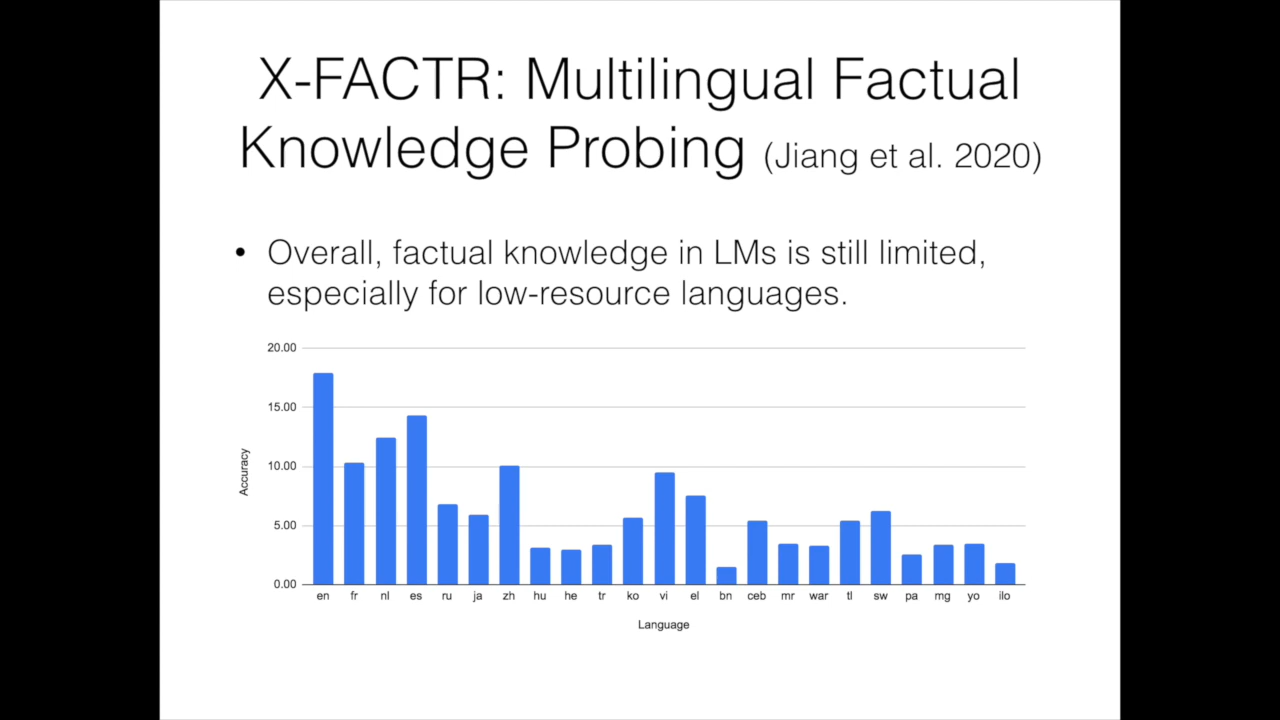 X-FACTR: Multilingual Factual
Knowledge Probing (Jiang et al. 2020)
• Overall, factual knowledge in LMs is still limited,
especially for low-resource languages.
20.00
15.00
10.00
5.00
0.00
Accuracy
en fr nl es ru ja zh hu he tr ko vi el bn ceb mr war tl sw pa mg yo ilo
Language